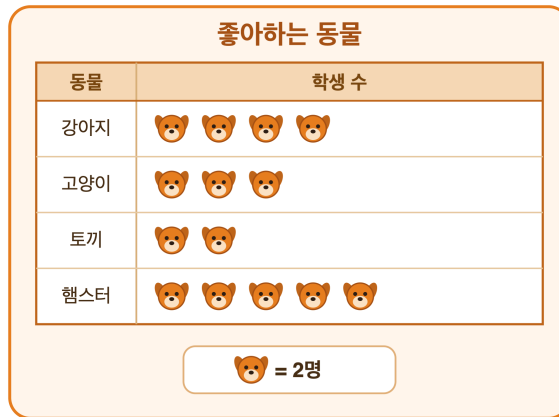 좋아하는 동물
동물 학생 수
강아지
고양이
토끼
햄스터
= 2명